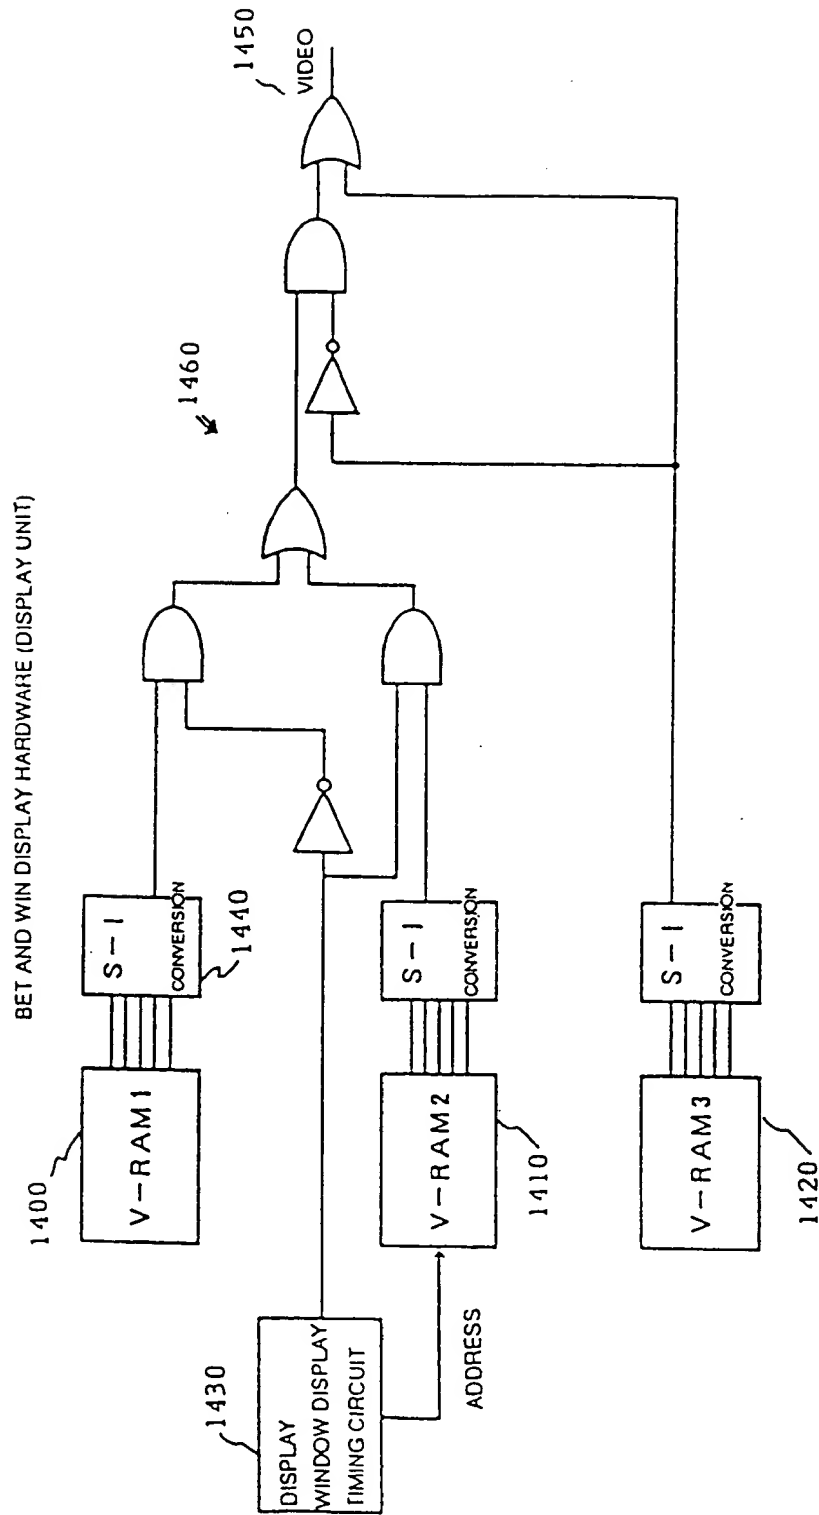 BET AND WIN DISPLAY HARDWARE (DISPLAY UNIT)
1400
V-RAM1
S-I
CONVERSION
1440
1460
1450
VIDEO
1430
DISPLAY
WINDOW DISPLAY
TIMING CIRCUIT
ADDRESS
V-RAM2
1410
S-I
CONVERSION
V-RAM3
1420
S-I
CONVERSION